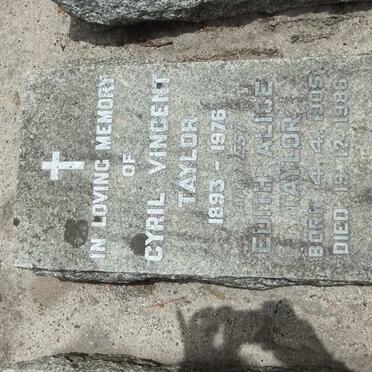 IN LOVING MEMORY
OF
CYRIL VINCENT
TAYLOR
1893 - 1976
EDITH ALICE
TAYLOR
BORN 4. 4. 1905
DIED 19. 12. 1986